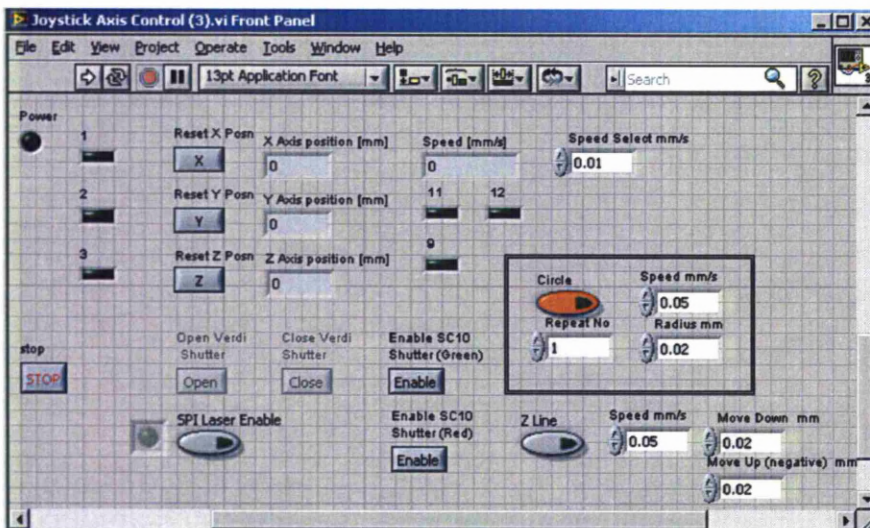 Joystick Axis Control (3).vi Front Panel
File Edit View Project Operate Tools Window Help
13pt Application Font
Search
3
Power
1
Reset X Posn
X Axis position [mm]
Speed [mm/s]
Speed Select mm/s
X
0
0
0.01
2
Reset Y Posn
Y Axis position [mm]
11
12
Y
0
3
Reset Z Posn
Z Axis position [mm]
9
Z
0
Circle
Speed mm/s
0.05
Repeat No
Radius mm
1
0.02
stop
STOP
Open Verdi
Shutter
Open
Close Verdi
Shutter
Close
Enable SC10
Shutter(Green)
Enable
SPI Laser Enable
Enable SC10
Shutter(Red)
Enable
Z Line
Speed mm/s
0.05
Move Down mm
0.02
Move Up (negative) mm
0.02